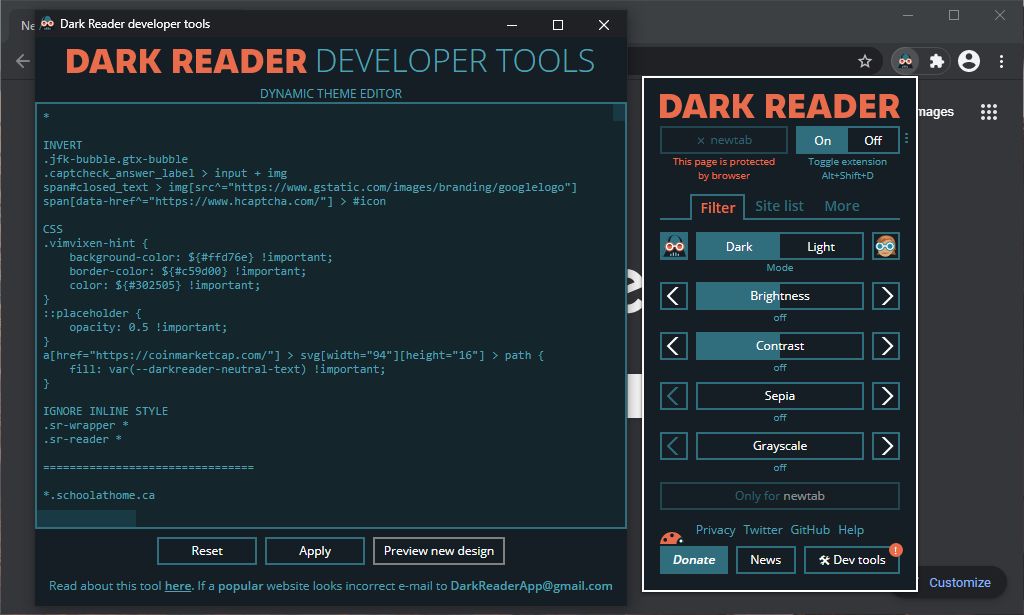 Ne
Dark Reader developer tools
DARK READER DEVELOPER TOOLS
DYNAMIC THEME EDITOR
*
INVERT
.jfk-bubble.gtx-bubble
.captcheck_answer_label > input + img
span#closed_text > img[src^="https://www.gstatic.com/images/branding/googlelogo"]
span[data-href^="https://www.hcaptcha.com/"] > #icon
CSS
.vimvixen-hint {
    background-color: ${#ffd76e} !important;
    border-color: ${#c59d00} !important;
    color: ${#302505} !important;
}
::placeholder {
    opacity: 0.5 !important;
}
a[href="https://coinmarketcap.com/"] > svg[width="94"][height="16"] > path {
    fill: var(--darkreader-neutral-text) !important;
}
IGNORE INLINE STYLE
.sr-wrapper *
.sr-reader *
================================
*.schoolathome.ca
Reset
Apply
Preview new design
Read about this tool here. If a popular website looks incorrect e-mail to DarkReaderApp@gmail.com
mages
DARK READER
× newtab
On
Off
This page is protected
by browser
Toggle extension
Alt+Shift+D
Filter
Site list
More
Dark
Light
Mode
Brightness
off
Contrast
off
Sepia
off
Grayscale
off
Only for newtab
Privacy
Twitter
GitHub
Help
Donate
News
🛠 Dev tools
!
Customize